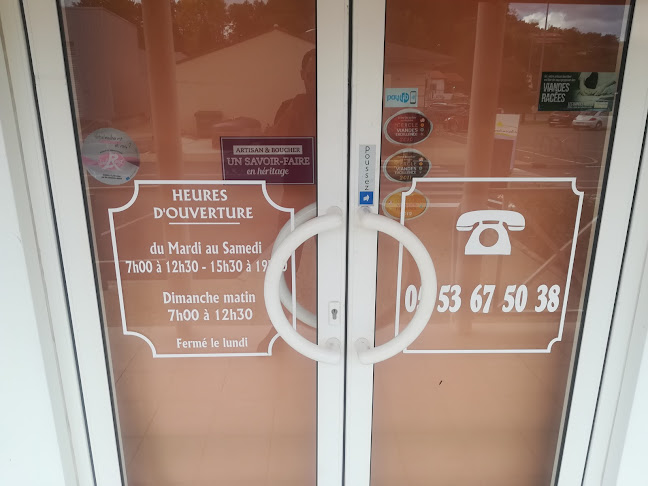 HEURES
D'OUVERTURE
du Mardi au Samedi
7h00 à 12h30 - 15h30 à
Dimanche matin
7h00 à 12h30
Fermé le lundi
ARTISAN & BOUCHER
UN SAVOIR-FAIRE
en héritage
poussez
53 67 50 38
VIANDES
RACÉES